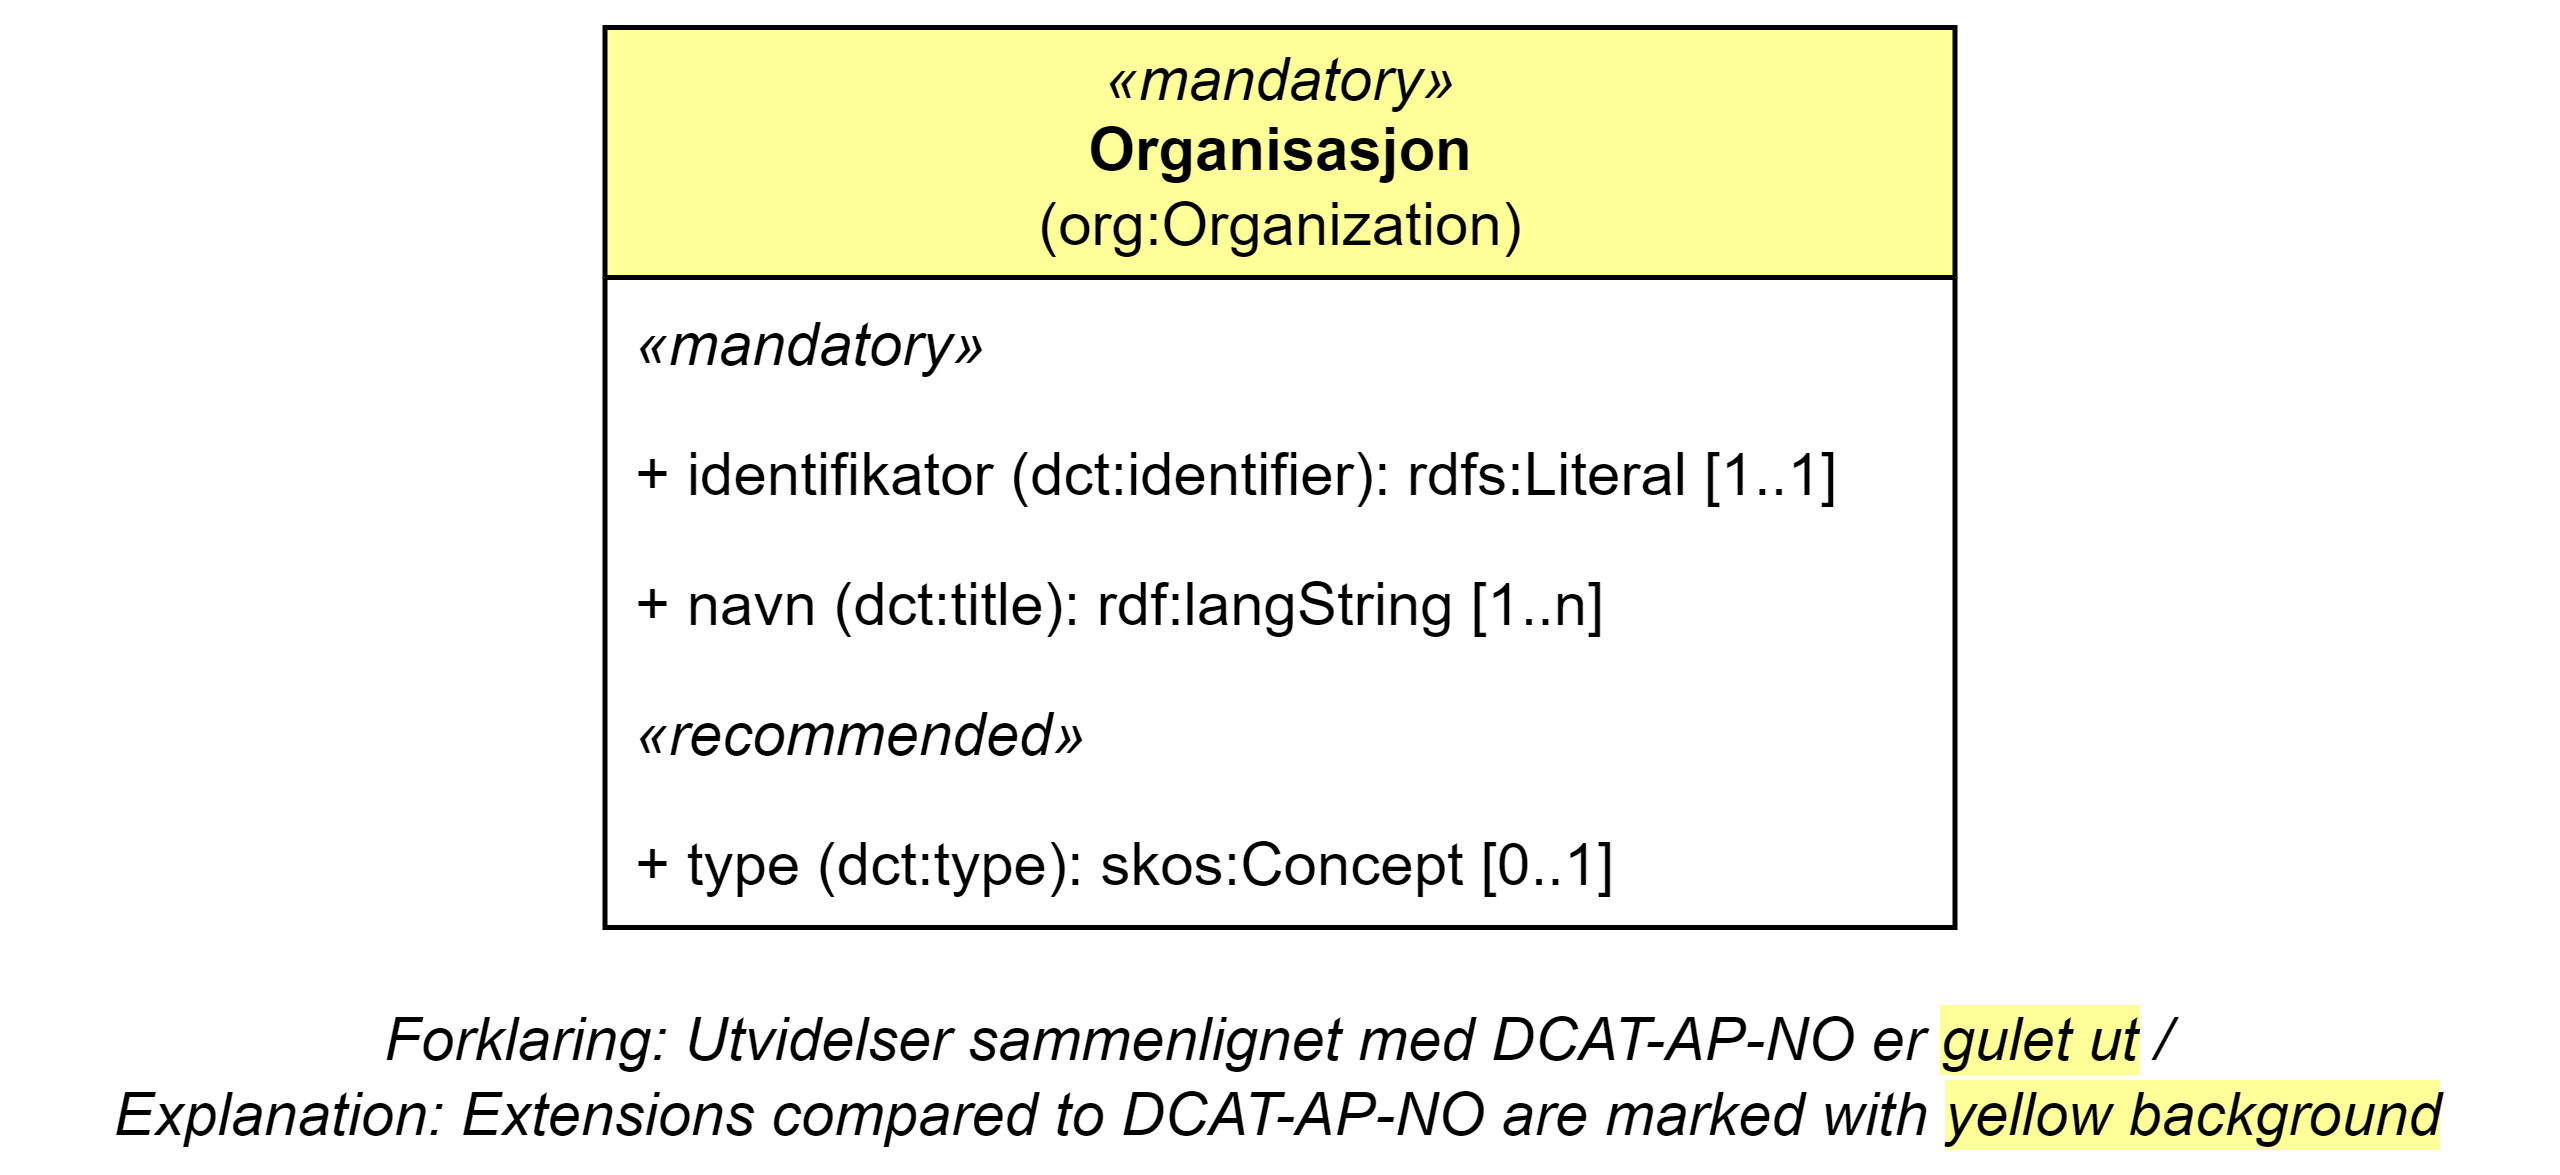 «mandatory»
Organisasjon
(org:Organization)
«mandatory»
+ identifikator (dct:identifier): rdfs:Literal [1..1]
+ navn (dct:title): rdf:langString [1..n]
«recommended»
+ type (dct:type): skos:Concept [0..1]
Forklaring: Utvidelser sammenlignet med DCAT-AP-NO er gulet ut /
Explanation: Extensions compared to DCAT-AP-NO are marked with yellow background